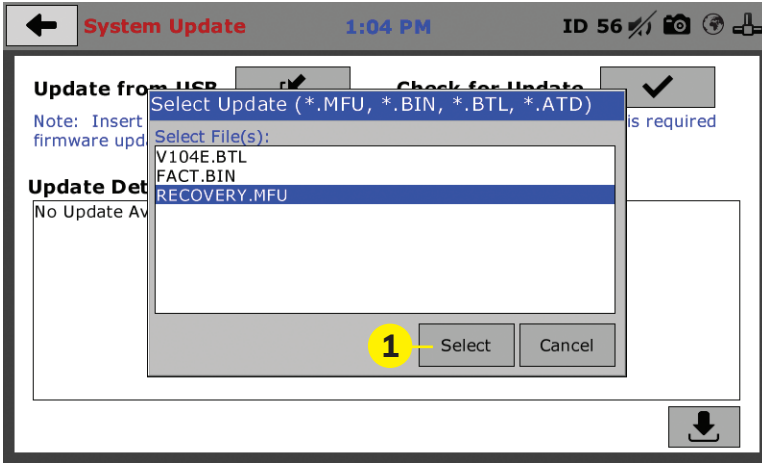 System Update 1:04 PM ID 56
Update from USB Check for Update
Select Update (*.MFU, *.BIN, *.BTL, *.ATD)
Note: Insert is required
firmware upd
Select File(s):
V104E.BTL
FACT.BIN
Update Det
RECOVERY.MFU
No Update Av
1 Select Cancel